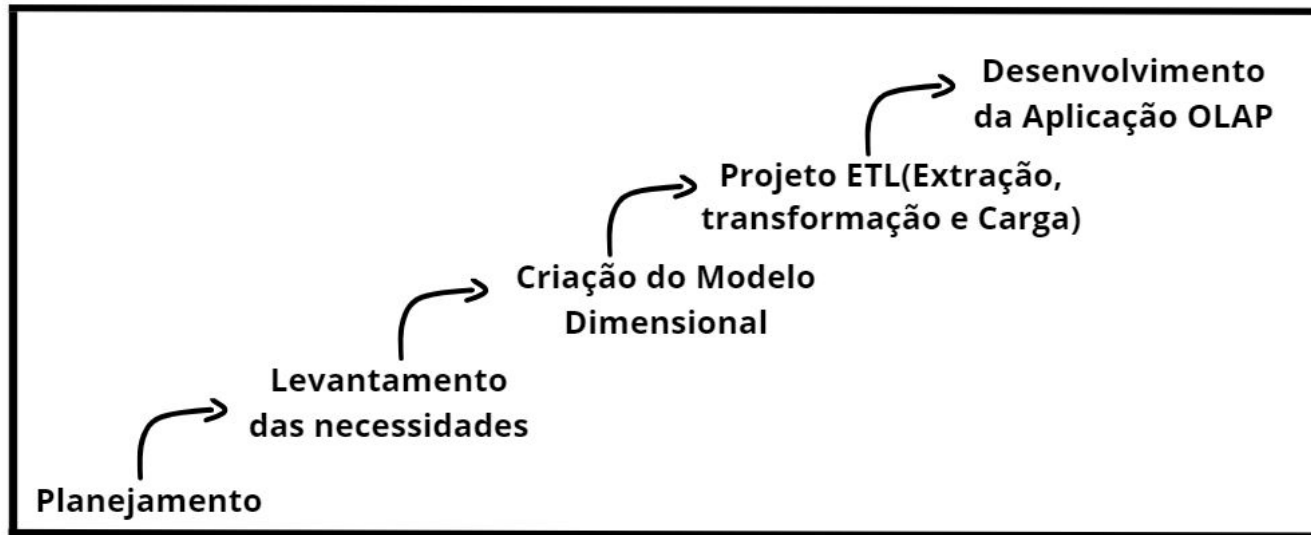 Desenvolvimento
da Aplicação OLAP
Projeto ETL(Extração,
transformação e Carga)
Criação do Modelo
Dimensional
Levantamento
das necessidades
Planejamento